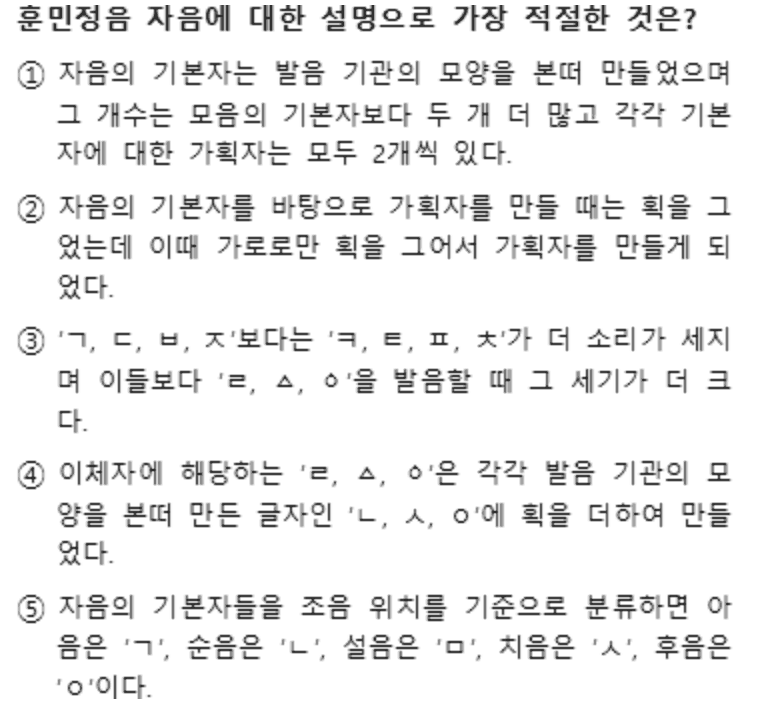 훈민정음 자음에 대한 설명으로 가장 적절한 것은?
① 자음의 기본자는 발음 기관의 모양을 본떠 만들었으며
그 개수는 모음의 기본자보다 두 개 더 많고 각각 기본
자에 대한 가획자는 모두 2개씩 있다.
② 자음의 기본자를 바탕으로 가획자를 만들 때는 획을 그
었는데 이때 가로로만 획을 그어서 가획자를 만들게 되
었다.
③ 'ㄱ, ㄷ, ㅂ, ㅈ'보다는 'ㅋ, ㅌ, ㅍ, ㅊ'가 더 소리가 세지
며 이들보다 'ㄹ, ㅿ, ㆁ'을 발음할 때 그 세기가 더 크
다.
④ 이체자에 해당하는 'ㄹ, ㅿ, ㆁ'은 각각 발음 기관의 모
양을 본떠 만든 글자인 'ㄴ, ㅅ, ㅇ'에 획을 더하여 만들
었다.
⑤ 자음의 기본자들을 조음 위치를 기준으로 분류하면 아
음은 'ㄱ', 순음은 'ㄴ', 설음은 'ㅁ', 치음은 'ㅅ', 후음은
'ㅇ'이다.